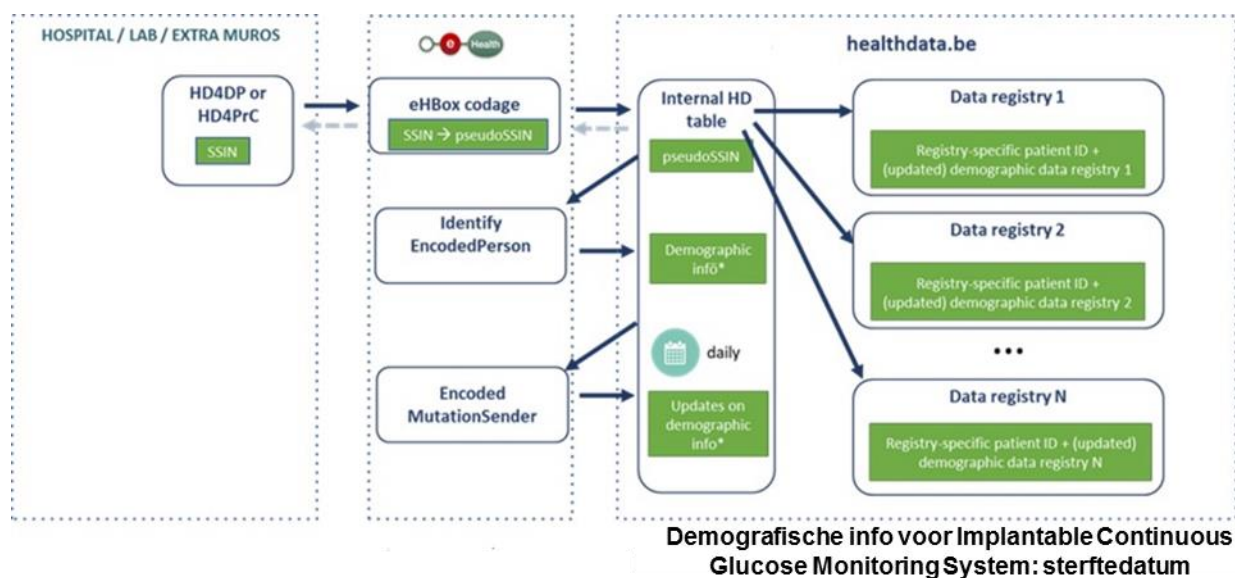 HOSPITAL / LAB / EXTRA MUROS
HD4DP or
HD4PrC
SSIN
e Health
eHBox codage
SSIN → pseudoSSIN
Identify
EncodedPerson
Encoded
MutationSender
healthdata.be
Internal HD
table
pseudoSSIN
Demographic
info*
daily
Updates on
demographic
info*
Data registry 1
Registry-specific patient ID +
(updated) demographic data registry 1
Data registry 2
Registry-specific patient ID +
(updated) demographic data registry 2
...
Data registry N
Registry-specific patient ID + (updated)
demographic data registry N
Demografische info voor Implantable Continuous
Glucose Monitoring System: sterftedatum